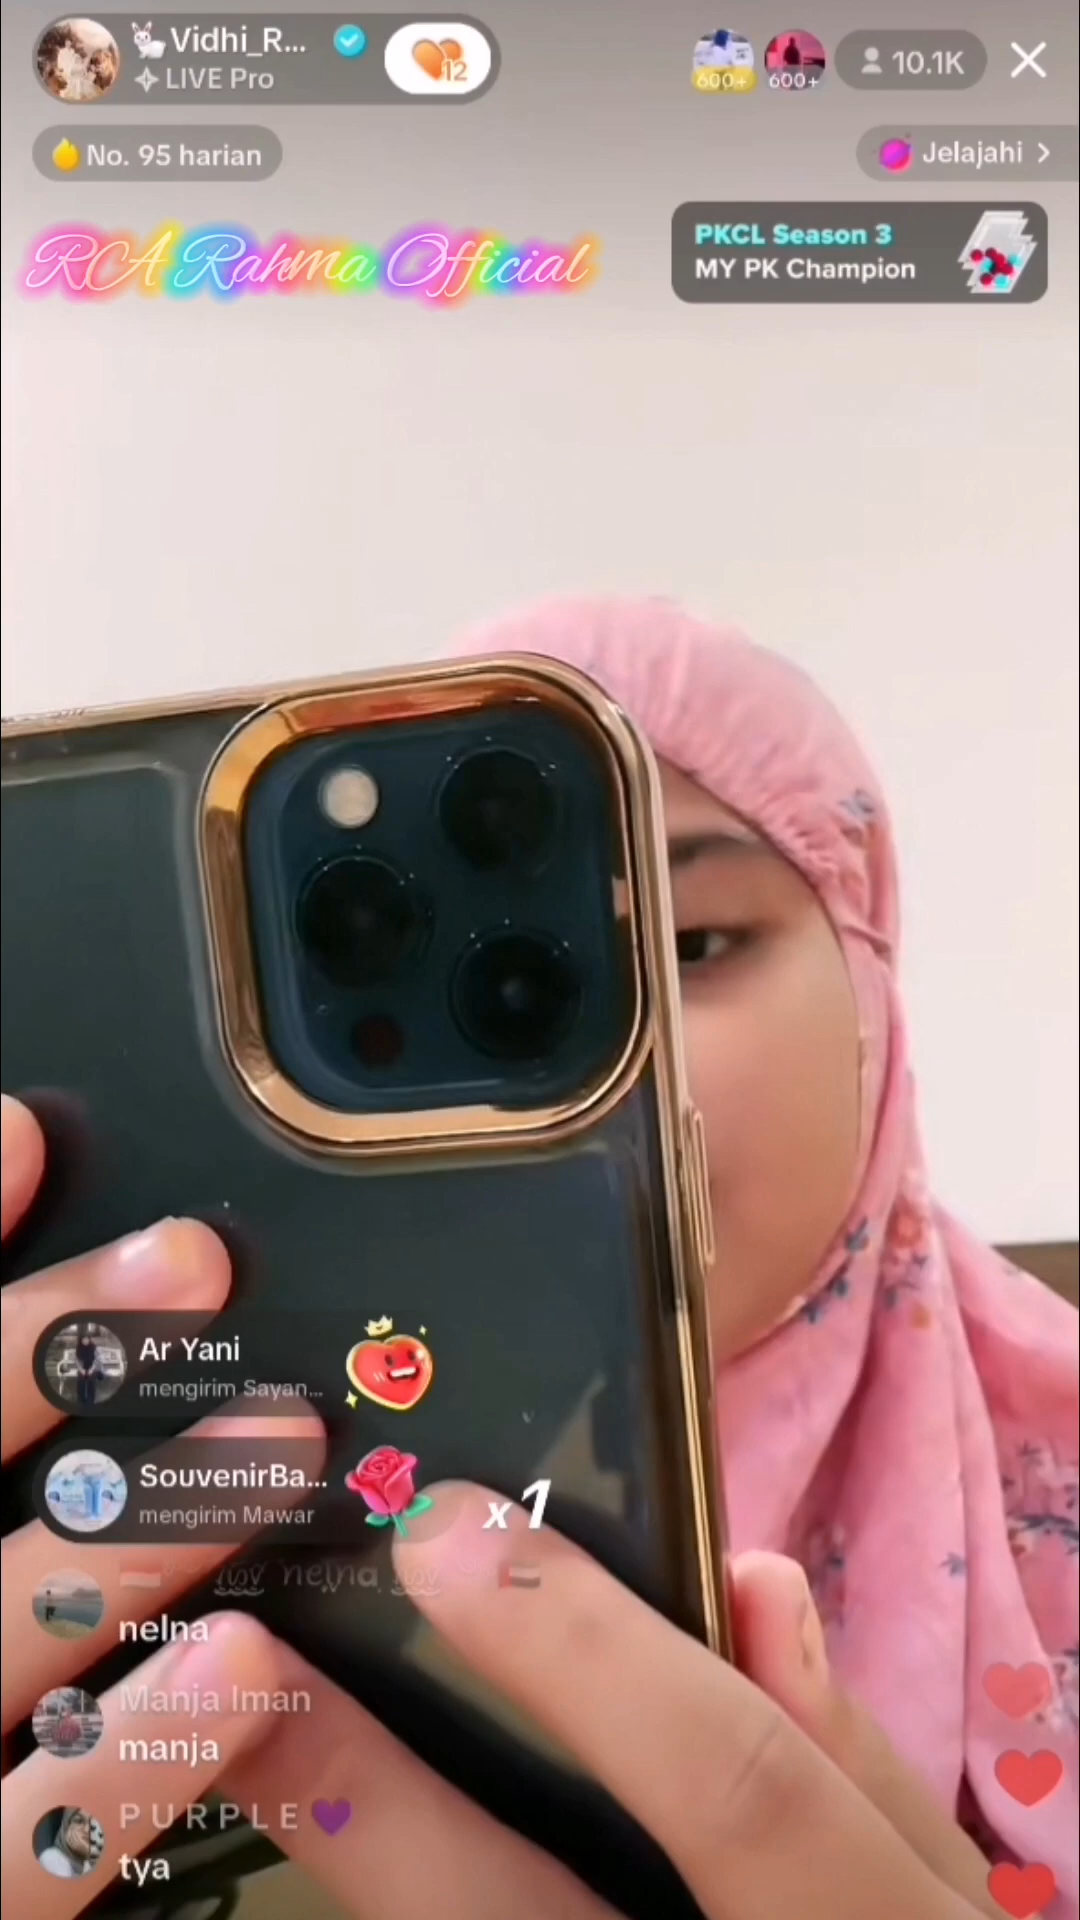 Vidhi_R...
LIVE Pro
12
600+
600+
10.1K
No. 95 harian
Jelajahi >
RCA Rahma Official
PKCL Season 3
MY PK Champion
Ar Yani
mengirim Sayan...
SouvenirBa...
mengirim Mawar
x1
nelna
nelna
Manja Iman
manja
P U R P L E
tya